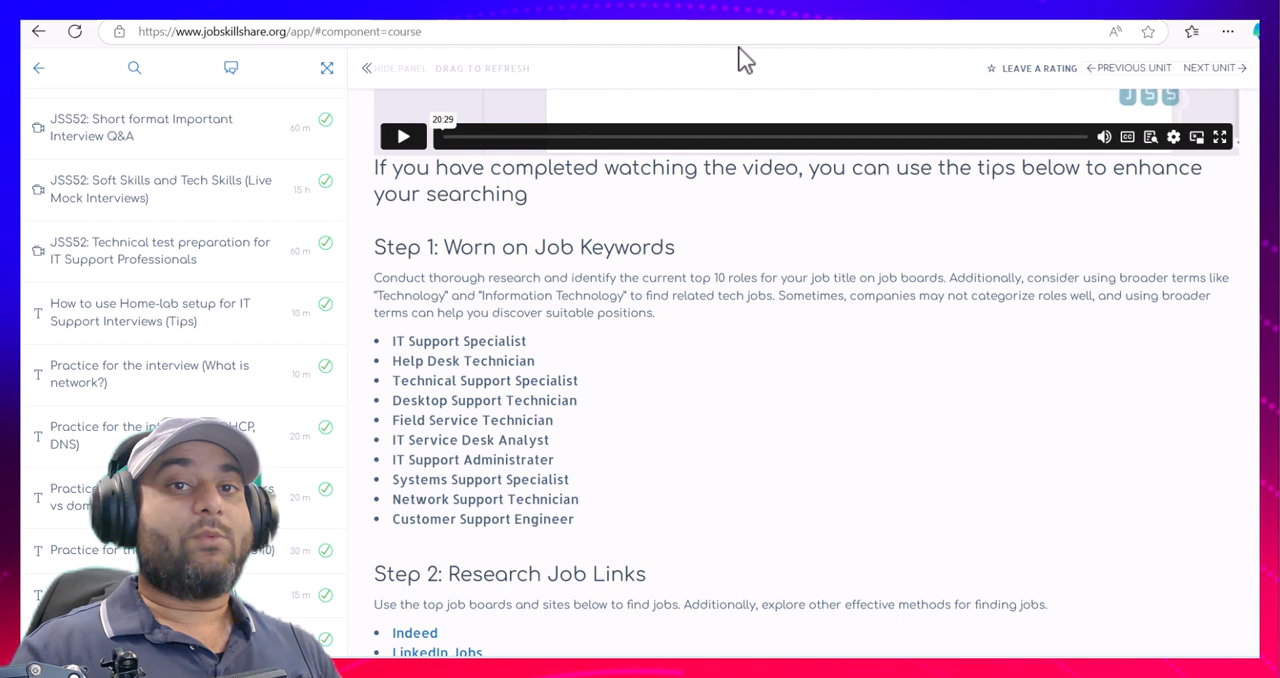 https://www.jobskillshare.org/app/#component=course
HIDE PANEL DRAG TO REFRESH
LEAVE A RATING
PREVIOUS UNIT
NEXT UNIT
JSS52: Short format Important
Interview Q&A
60 m
JSS52: Soft Skills and Tech Skills (Live
Mock Interviews)
15 h
JSS52: Technical test preparation for
IT Support Professionals
60 m
How to use Home-lab setup for IT
Support Interviews (Tips)
10 m
Practice for the interview (What is
network?)
10 m
Practice for the HCP,
DNS)
20 m
Practice
vs dom
20 m
Practice for th
30 m
15 m
JSS
20:29
CC
If you have completed watching the video, you can use the tips below to enhance
your searching
Step 1: Worn on Job Keywords
Conduct thorough research and identify the current top 10 roles for your job title on job boards. Additionally, consider using broader terms like
“Technology” and “Information Technology” to find related tech jobs. Sometimes, companies may not categorize roles well, and using broader
terms can help you discover suitable positions.
IT Support Specialist
Help Desk Technician
Technical Support Specialist
Desktop Support Technician
Field Service Technician
IT Service Desk Analyst
IT Support Administrater
Systems Support Specialist
Network Support Technician
Customer Support Engineer
Step 2: Research Job Links
Use the top job boards and sites below to find jobs. Additionally, explore other effective methods for finding jobs.
Indeed
LinkedIn Jobs